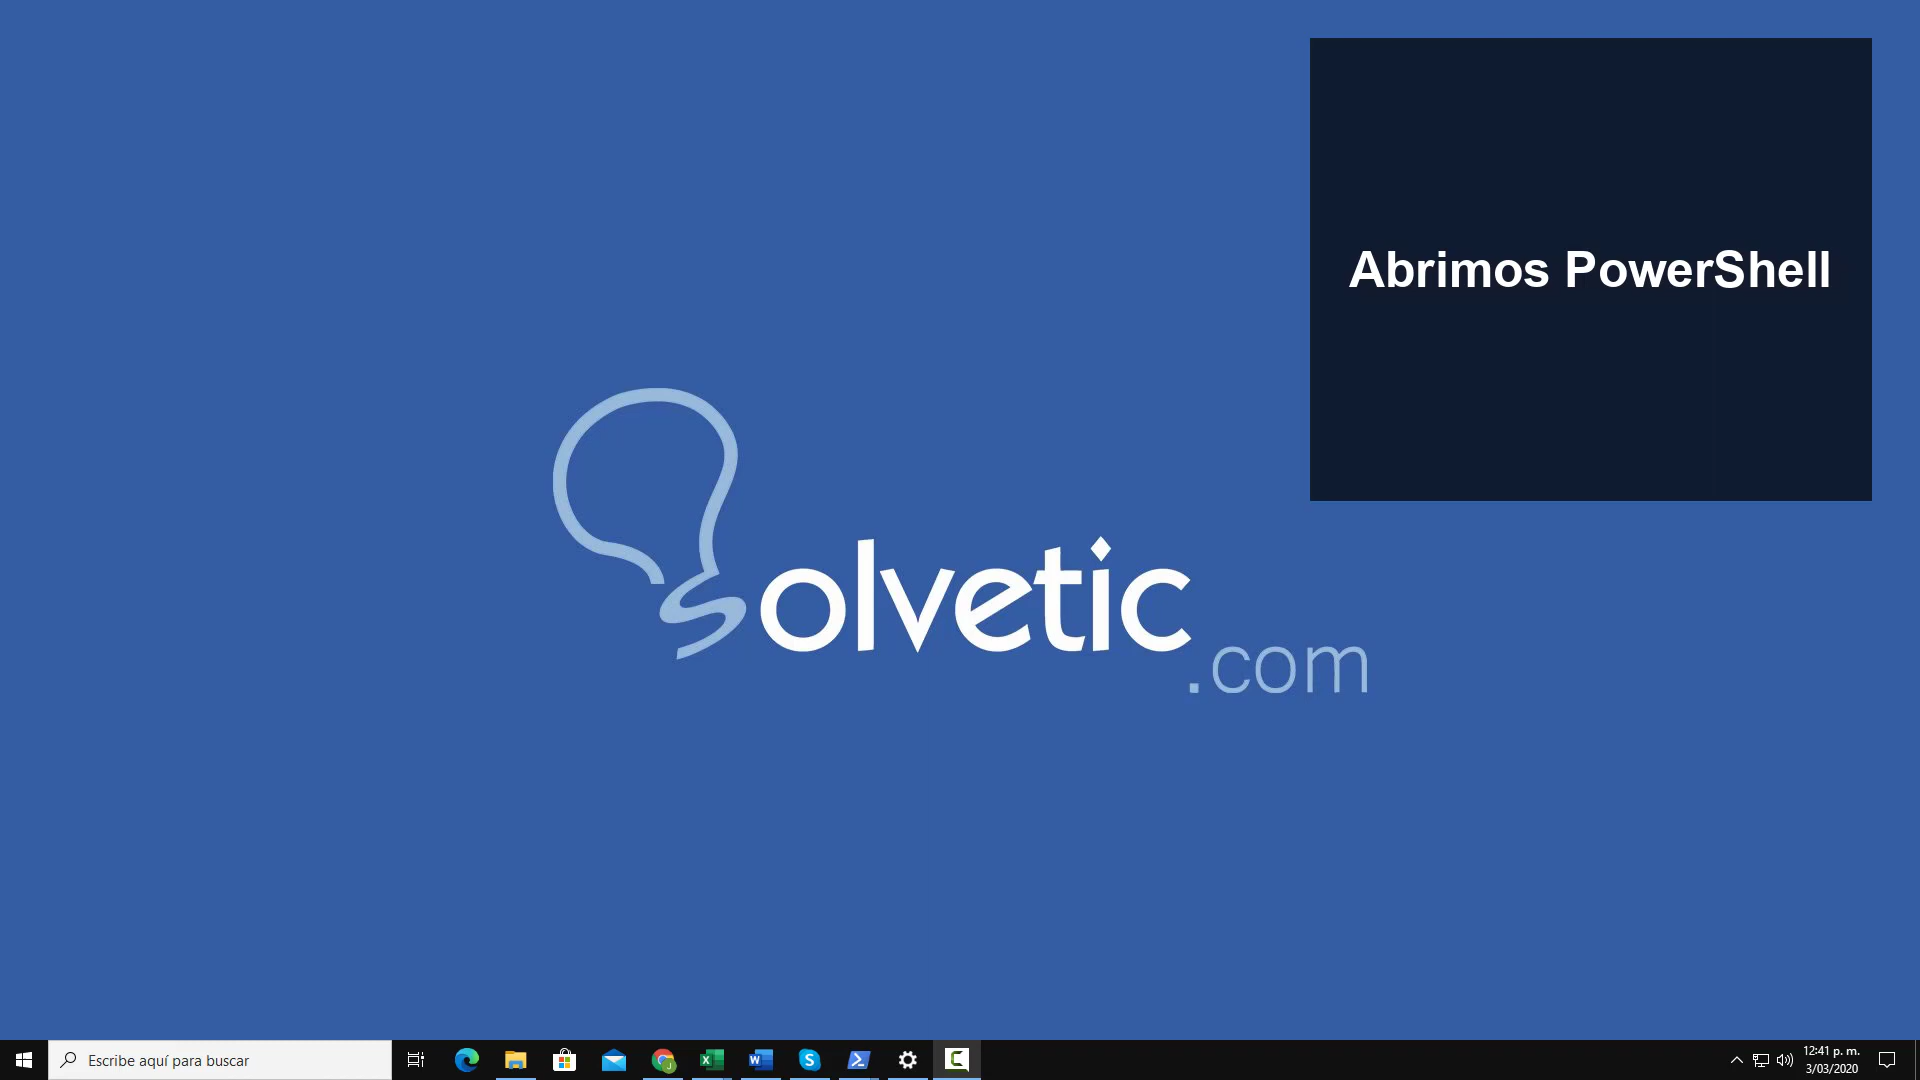 Abrimos PowerShell
Solvetic
.com
Escribe aquí para buscar
12:41 p. m.
3/03/2020